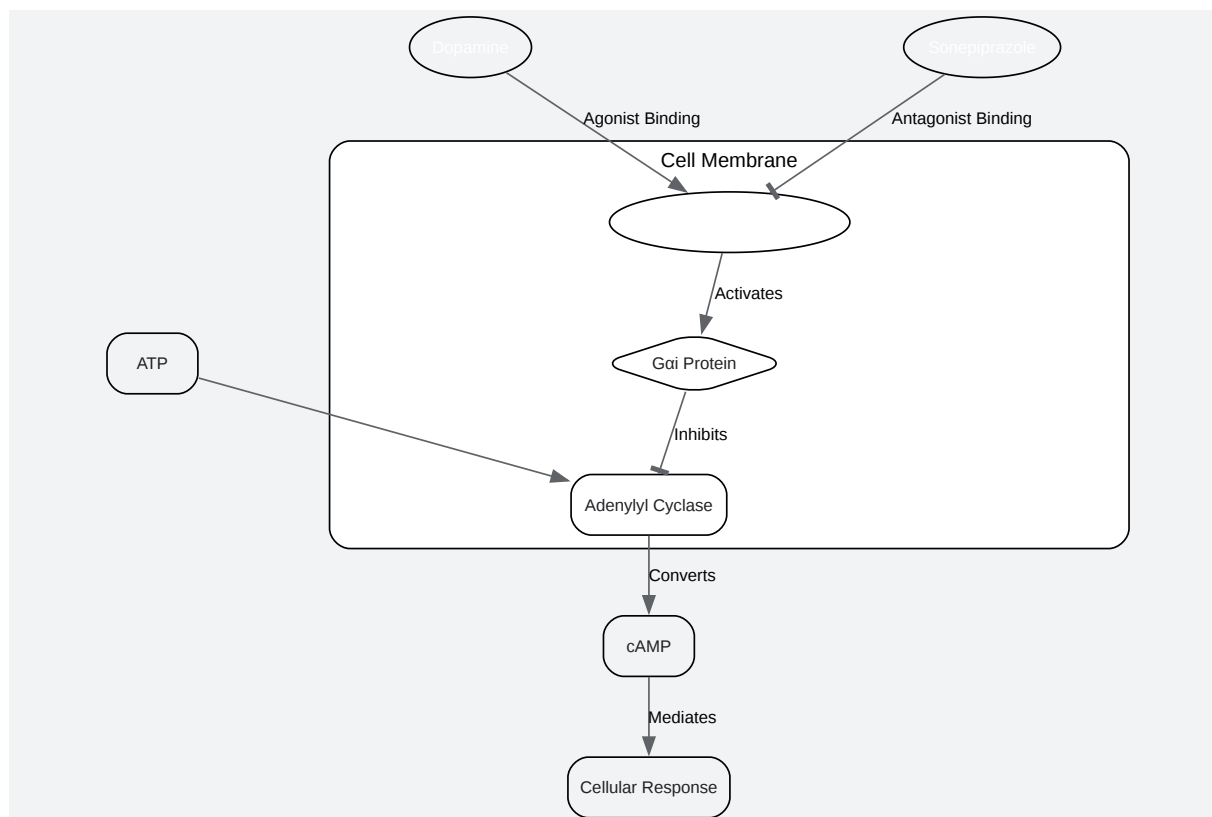 Dopamine
Sonepiprazole
Agonist Binding
Antagonist Binding
Cell Membrane
Activates
ATP
Gαi Protein
Inhibits
Adenylyl Cyclase
Converts
cAMP
Mediates
Cellular Response